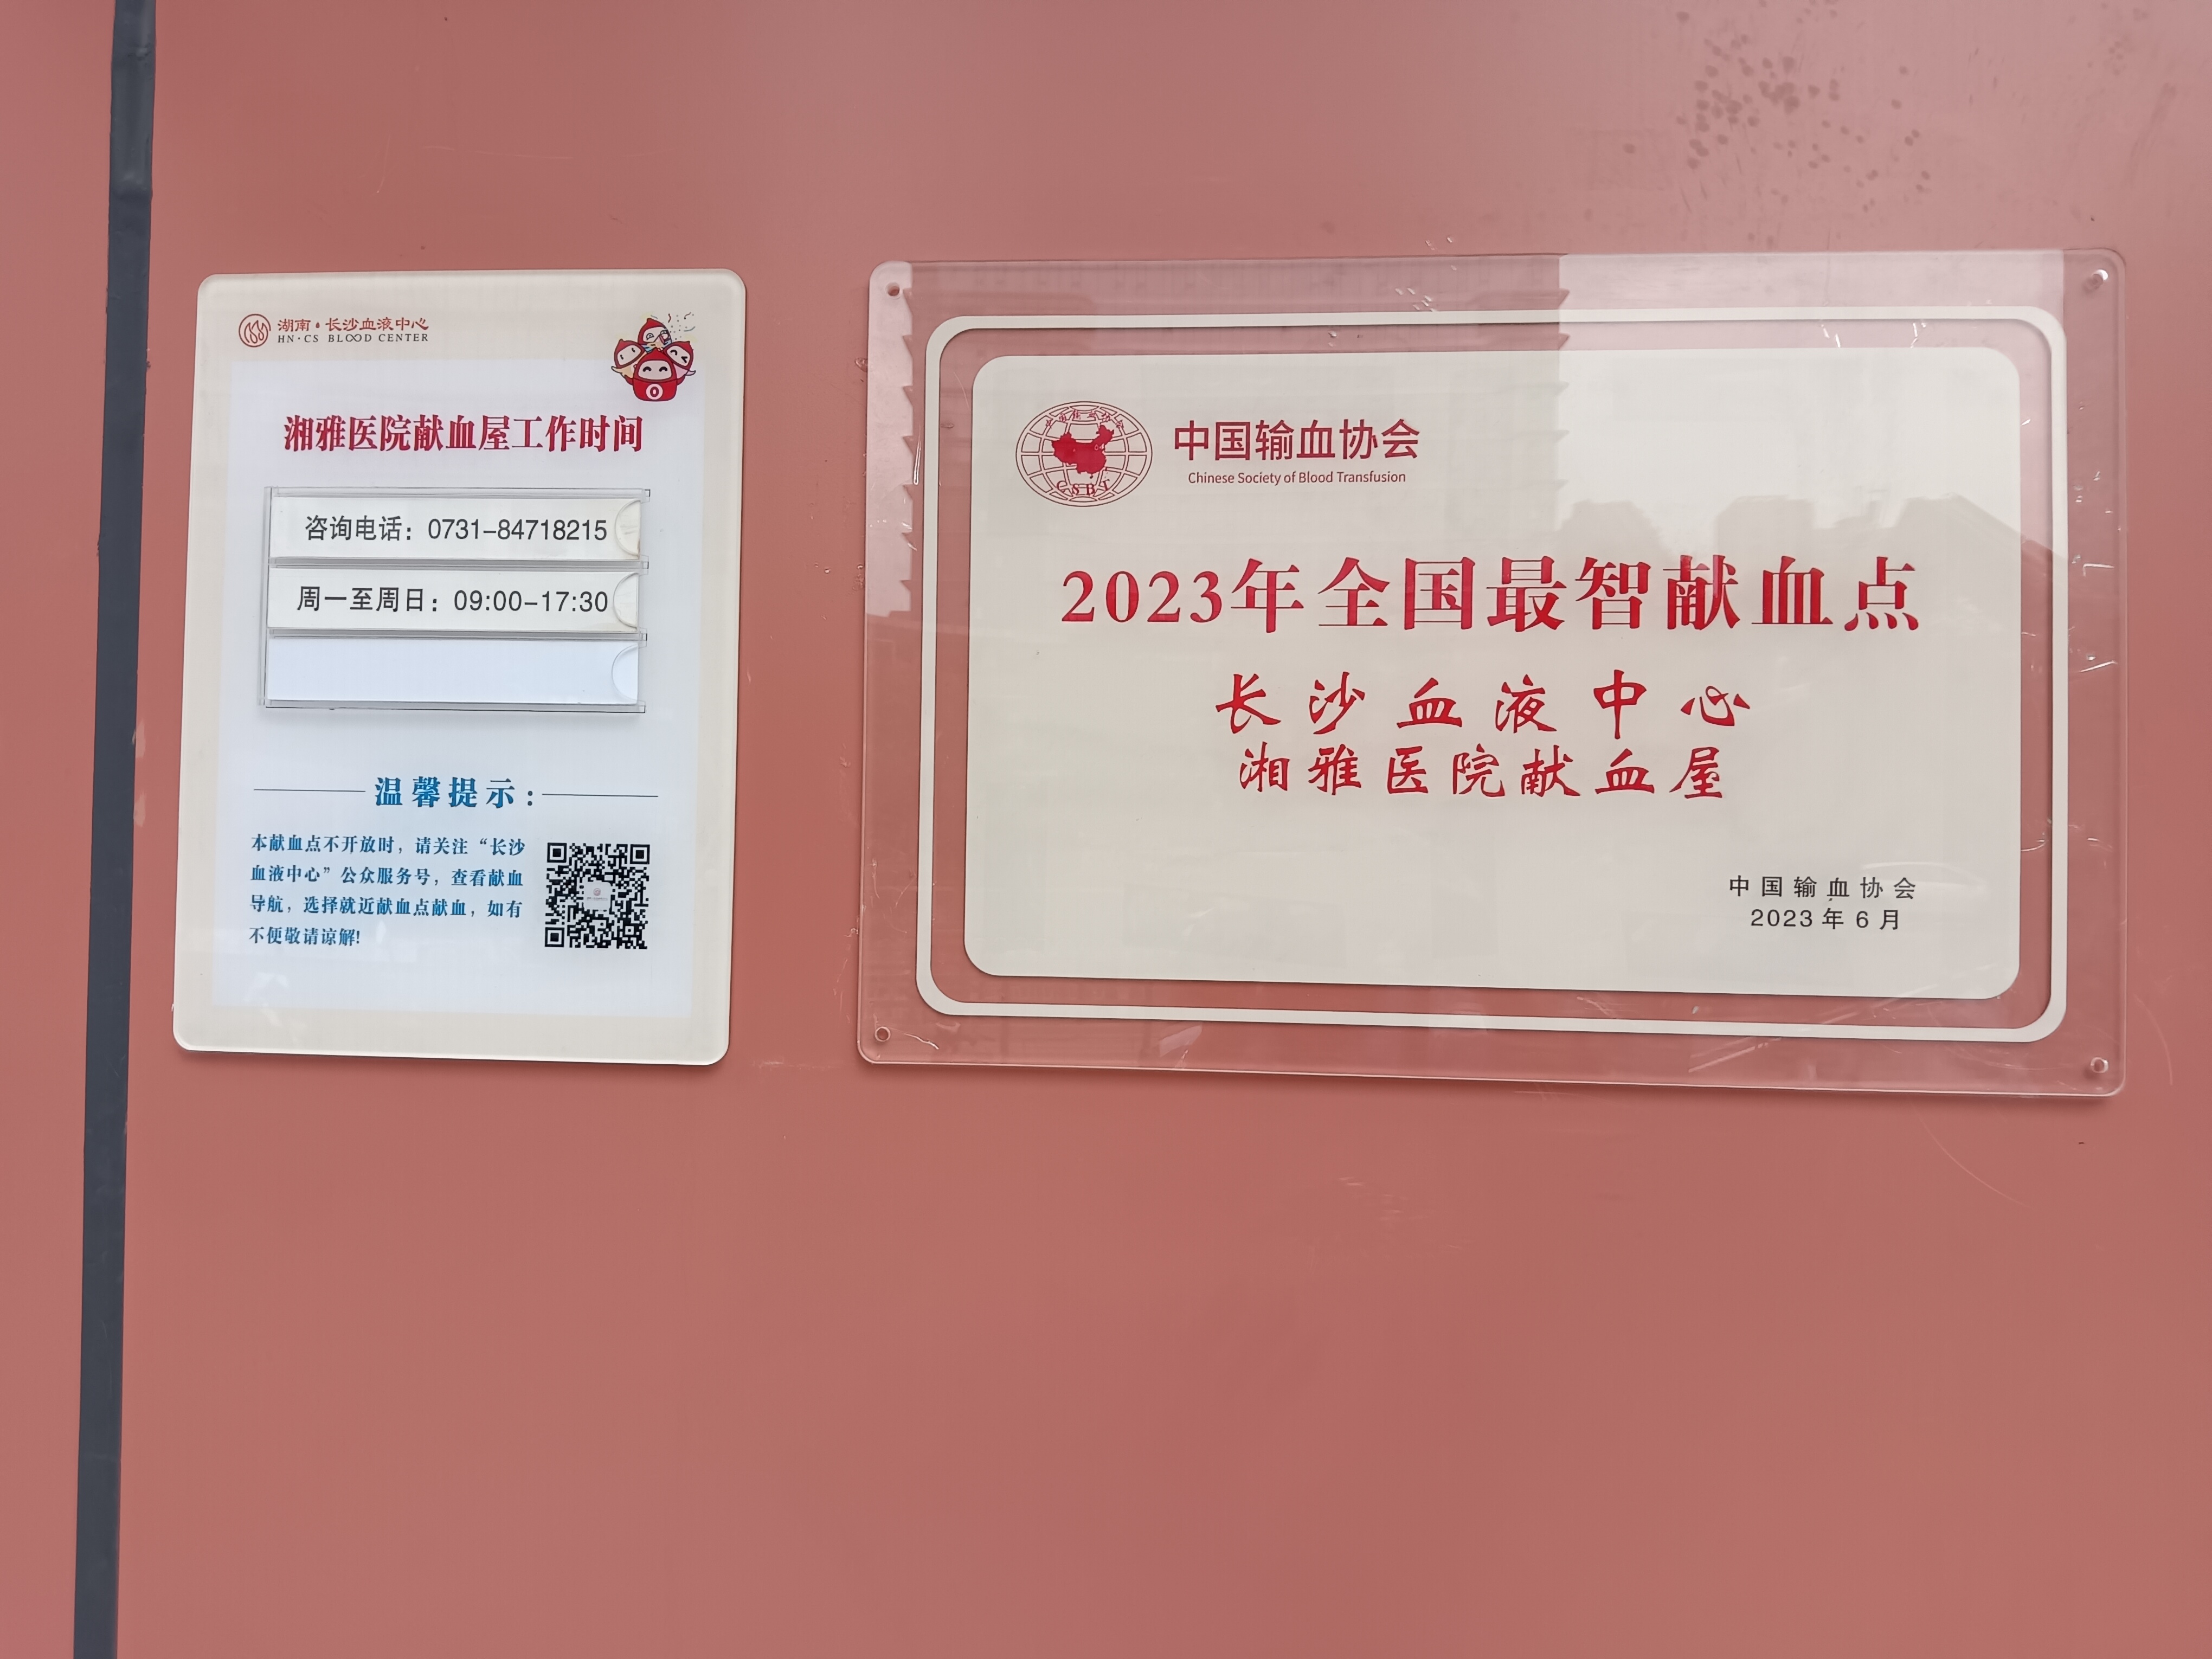 湖南·长沙血液中心
HN·CS BLOOD CENTER
湘雅医院献血屋工作时间
咨询电话：0731-84718215
周一至周日：09:00-17:30
温馨提示：
本献血点不开放时，请关注“长沙
血液中心”公众服务号，查看献血
导航，选择就近献血点献血，如有
不便敬请谅解！
中国输血协会
Chinese Society of Blood Transfusion
CSBT
2023年全国最智献血点
长沙血液中心
湘雅医院献血屋
中国输血协会
2023年6月